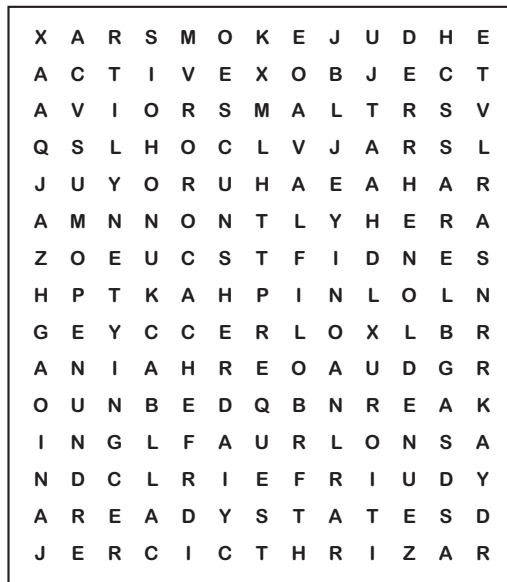 X A R S M O K E J U D H E
A C T I V E X O B J E C T
A V I O R S M A L T R S V
Q S L H O C L V J A R S L
J U Y O R U H A E A H A R
A M N N O N T L Y H E R A
Z O E U C S T F I D N E S
H P T K A H P I N L O L N
G E Y C C E R L O X L B R
A N I A H R E O A U D G R
O U N B E D Q B N R E A K
I N G L F A U R L O N S A
N D C L R I E F R I U D Y
A R E A D Y S T A T E S D
J E R C I C T H R I Z A R